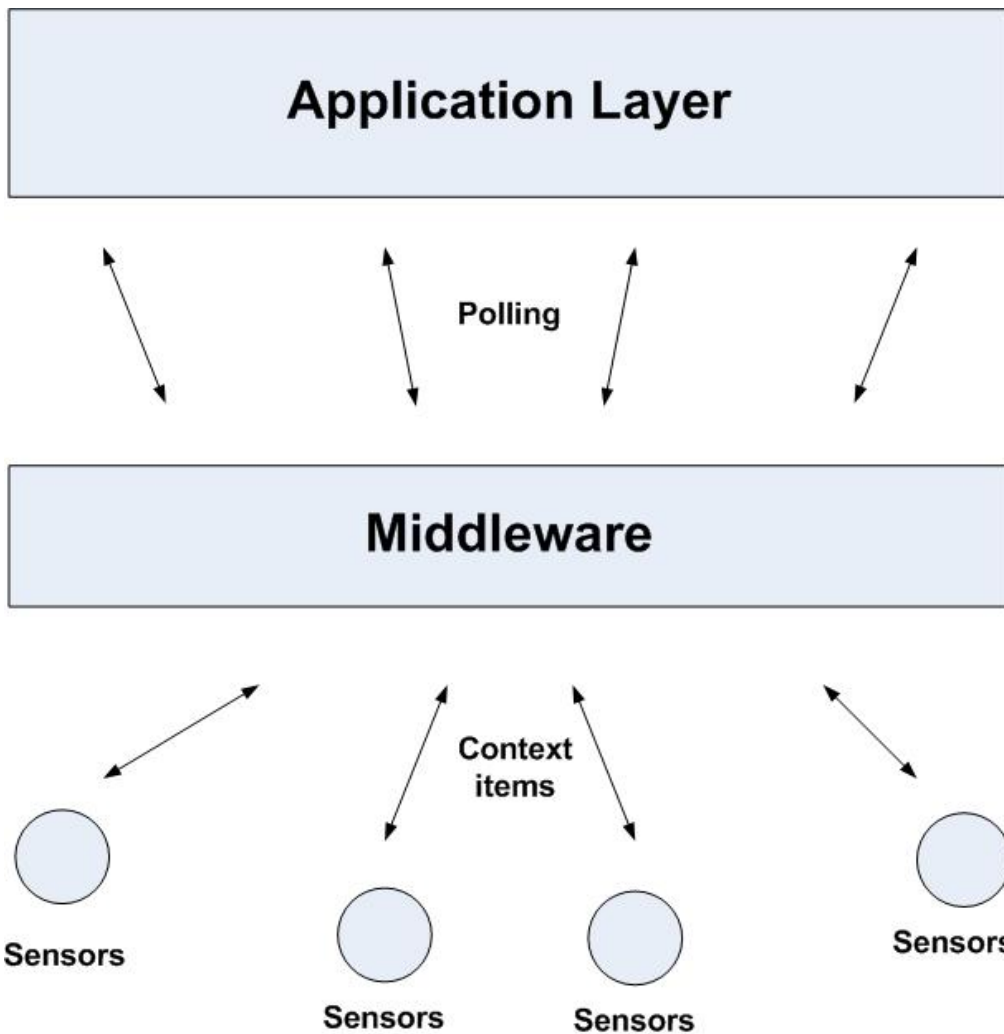 Application Layer
Polling
Middleware
Context
items
Sensors
Sensors
Sensors
Sensors